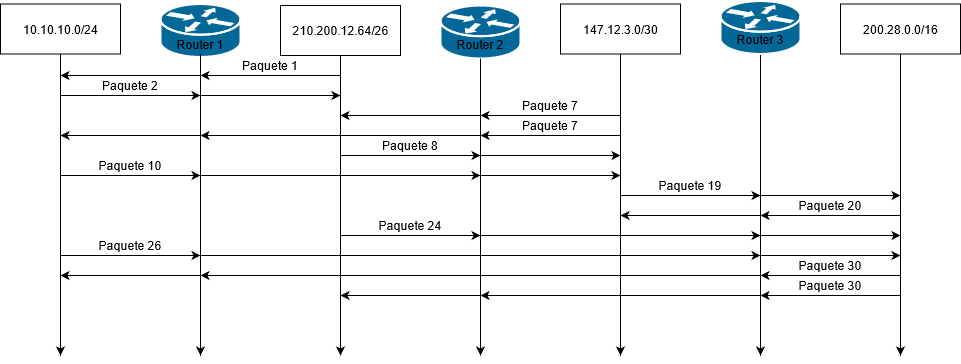 10.10.10.0/24
Router 1
210.200.12.64/26
Router 2
147.12.3.0/30
Router 3
200.28.0.0/16
Paquete 1
Paquete 2
Paquete 7
Paquete 7
Paquete 8
Paquete 10
Paquete 19
Paquete 20
Paquete 24
Paquete 26
Paquete 30
Paquete 30